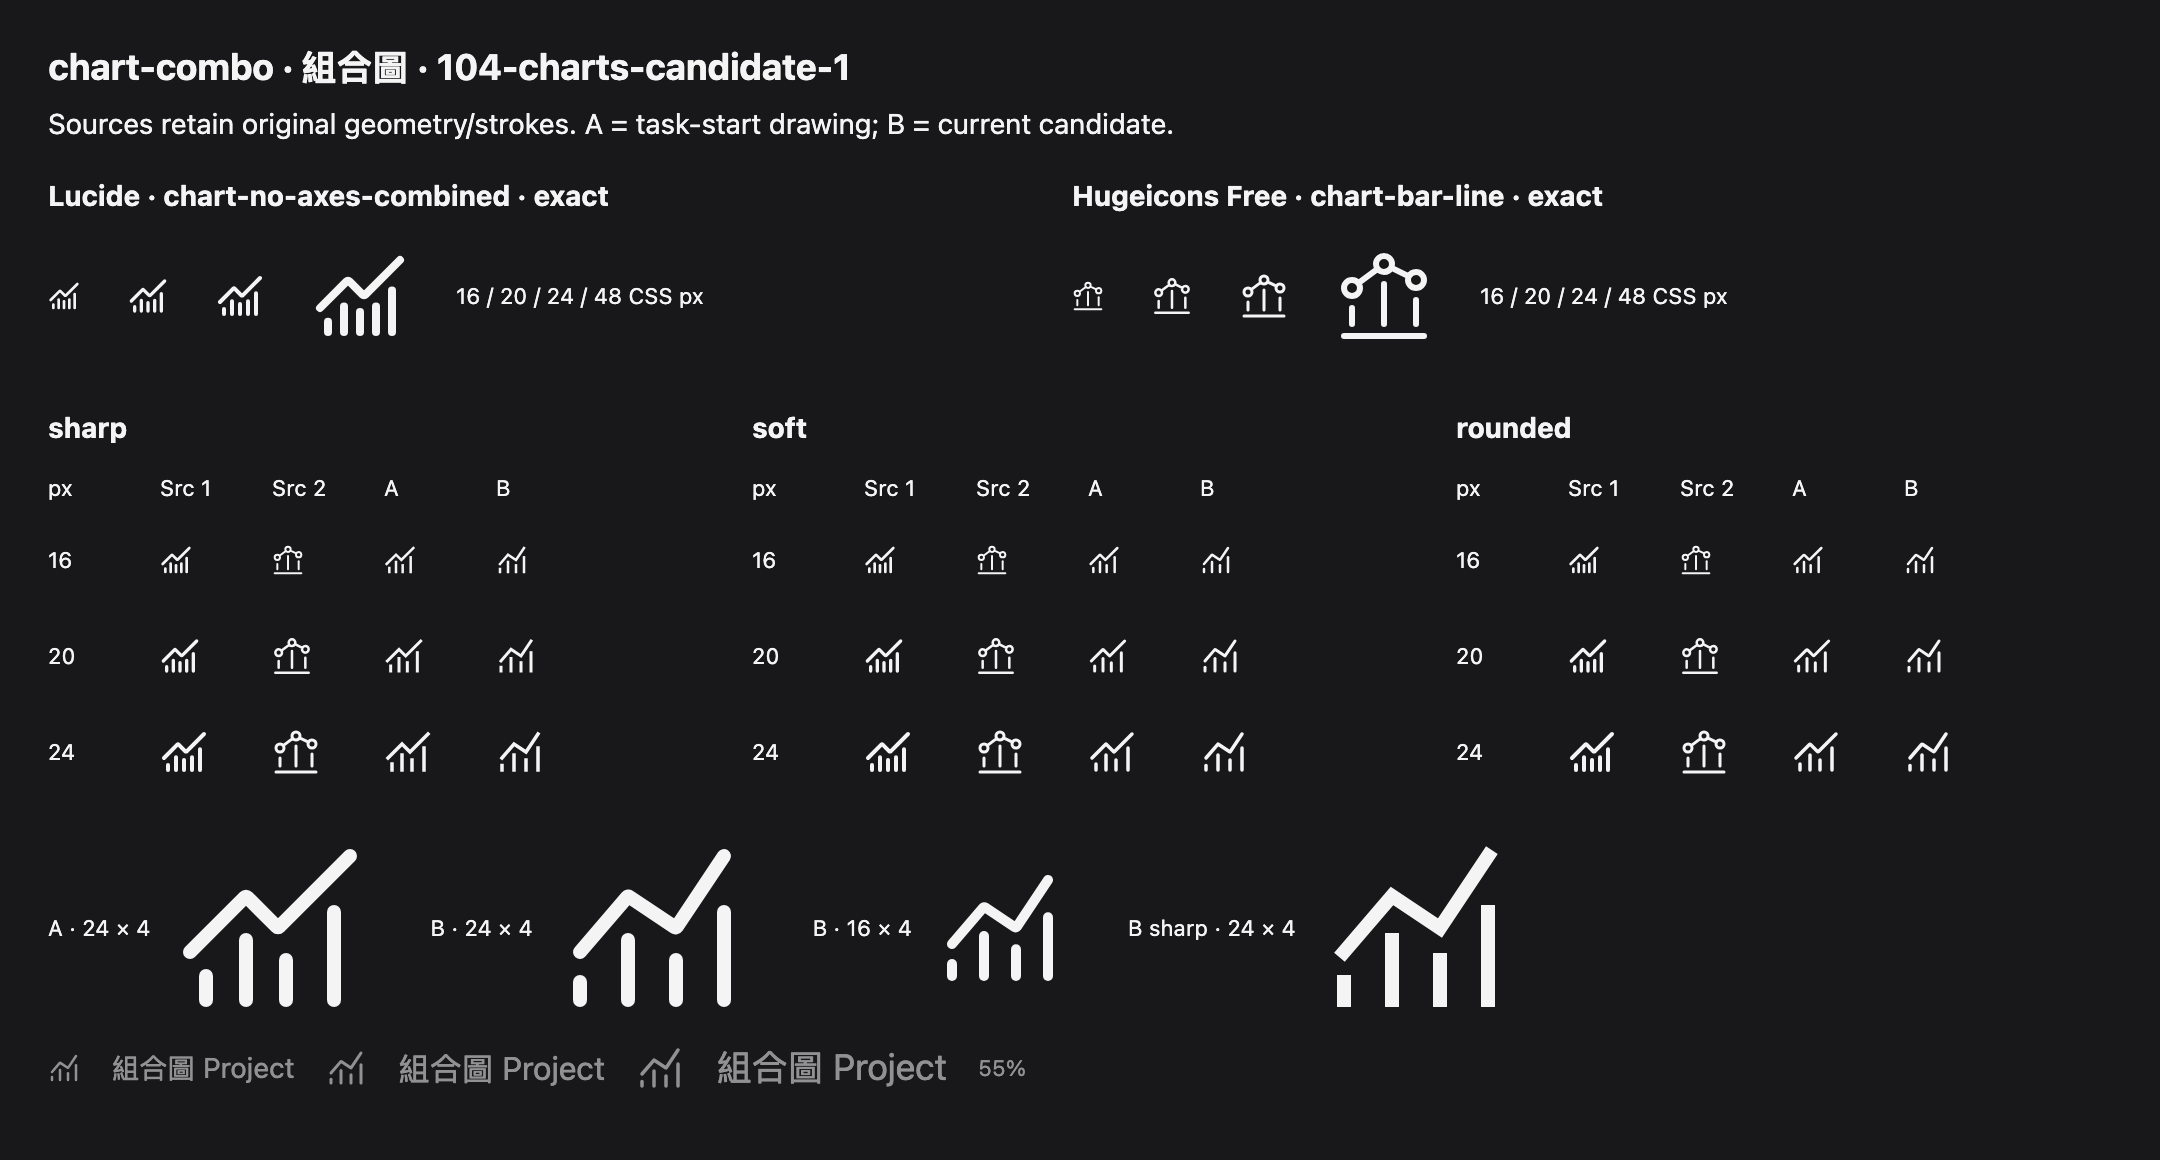 chart-combo · 組合圖 · 104-charts-candidate-1
Sources retain original geometry/strokes. A = task-start drawing; B = current candidate.
Lucide · chart-no-axes-combined · exact
16 / 20 / 24 / 48 CSS px
Hugeicons Free · chart-bar-line · exact
16 / 20 / 24 / 48 CSS px
sharp
px Src 1 Src 2 A B
16
20
24
soft
px Src 1 Src 2 A B
16
20
24
rounded
px Src 1 Src 2 A B
16
20
24
A · 24 × 4
B · 24 × 4
B · 16 × 4
B sharp · 24 × 4
組合圖 Project 組合圖 Project 組合圖 Project 55%